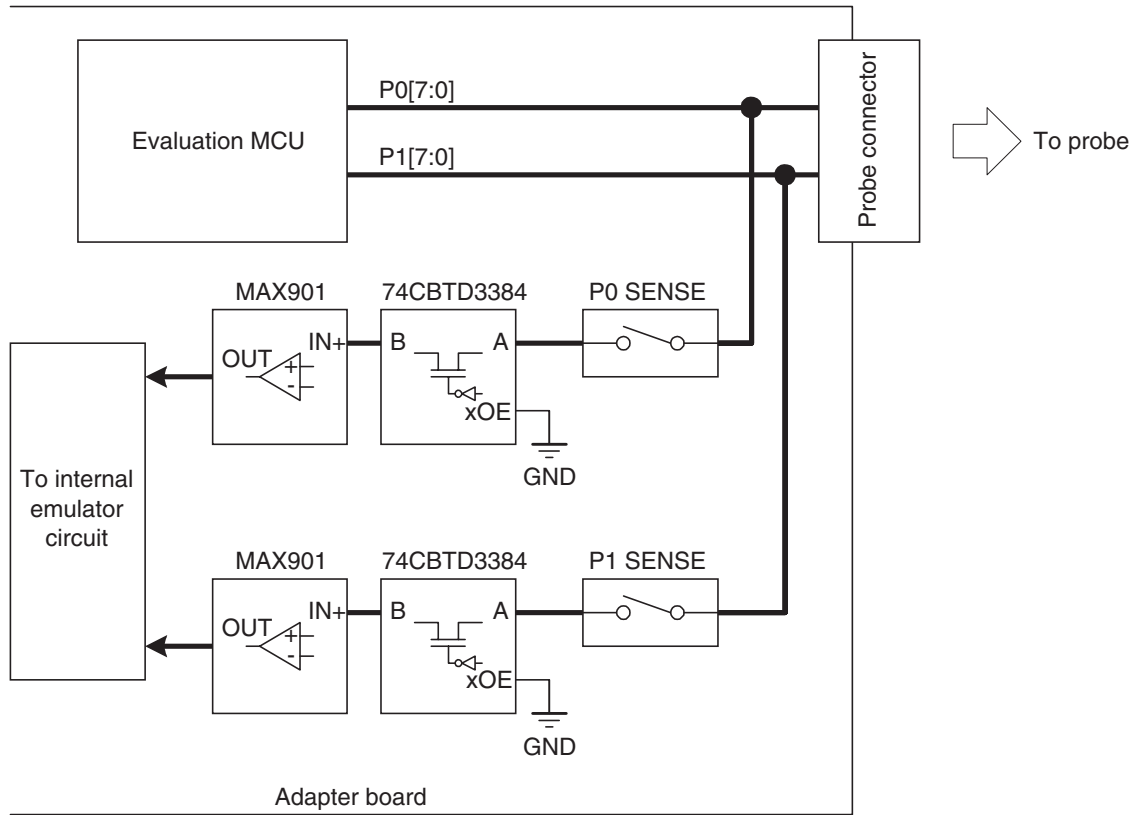 P0[7:0]
Evaluation MCU
P1[7:0]
Probe connector
To probe
MAX901
74CBTD3384
P0 SENSE
IN+
B
A
OUT
+
-
xOE
GND
To internal
emulator
circuit
MAX901
74CBTD3384
P1 SENSE
IN+
B
A
OUT
+
-
xOE
GND
Adapter board